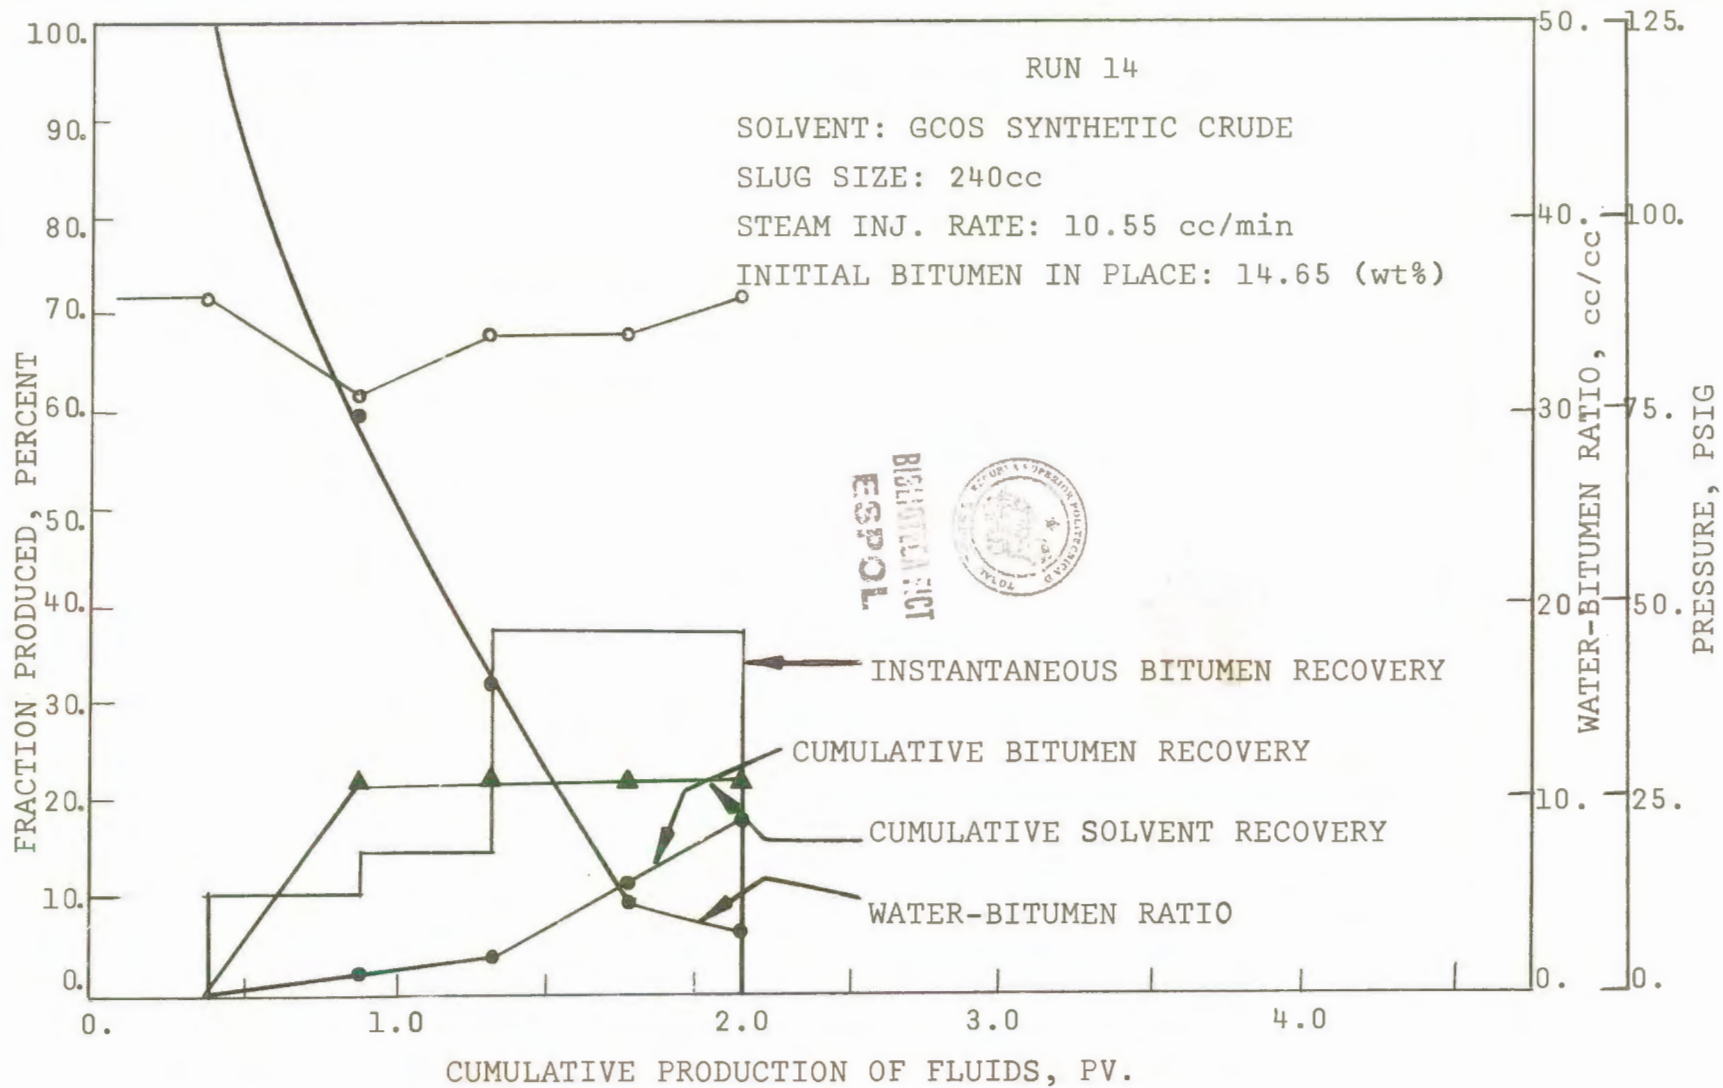 RUN 14
SOLVENT: GCOS SYNTHETIC CRUDE
SLUG SIZE: 240cc
STEAM INJ. RATE: 10.55 cc/min
INITIAL BITUMEN IN PLACE: 14.65 (wt%)
FRACTION PRODUCED, PERCENT
100.
90.
80.
70.
60.
50.
40.
30.
20.
10.
0.
50.
40.
30.
20.
10.
0.
WATER-BITUMEN RATIO, cc/cc
125.
100.
75.
50.
25.
0.
PRESSURE, PSIG
ESPOL
INSTANTANEOUS BITUMEN RECOVERY
CUMULATIVE BITUMEN RECOVERY
CUMULATIVE SOLVENT RECOVERY
WATER-BITUMEN RATIO
0. 1.0 2.0 3.0 4.0
CUMULATIVE PRODUCTION OF FLUIDS, PV.